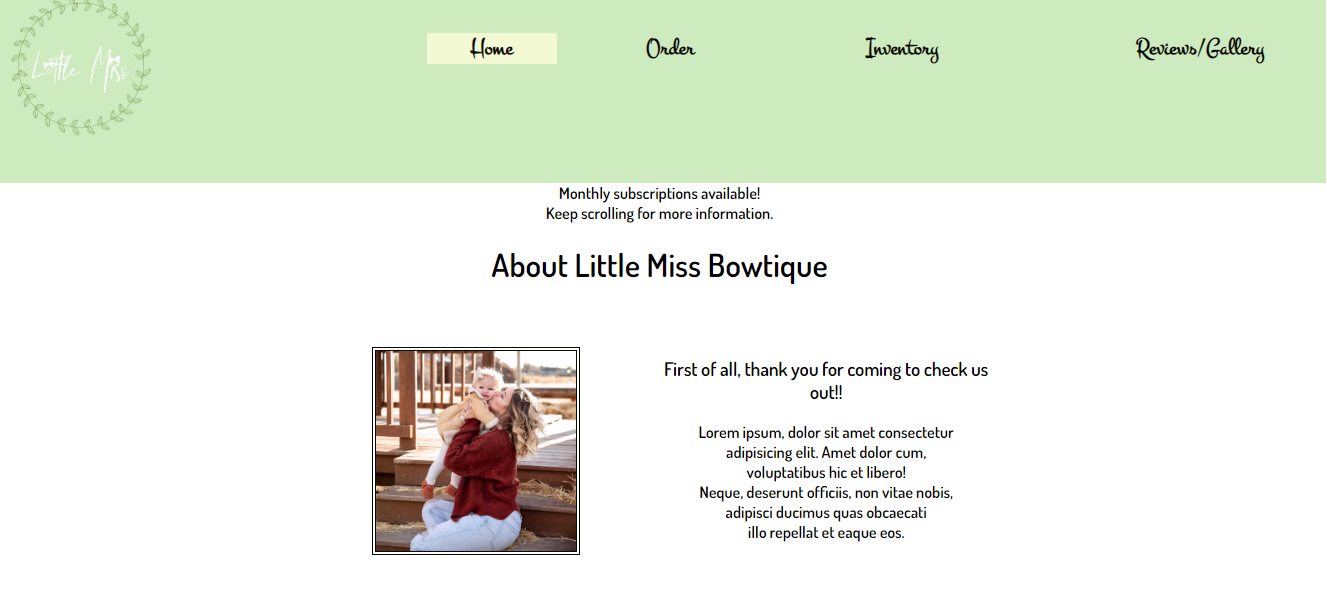 Little Miss
Home
Order
Inventory
Reviews/Gallery
Monthly subscriptions available!
Keep scrolling for more information.
About Little Miss Bowtique
First of all, thank you for coming to check us
out!!
Lorem ipsum, dolor sit amet consectetur
adipisicing elit. Amet dolor cum,
voluptatibus hic et libero!
Neque, deserunt officiis, non vitae nobis,
adipisci ducimus quas obcaecati
illo repellat et eaque eos.